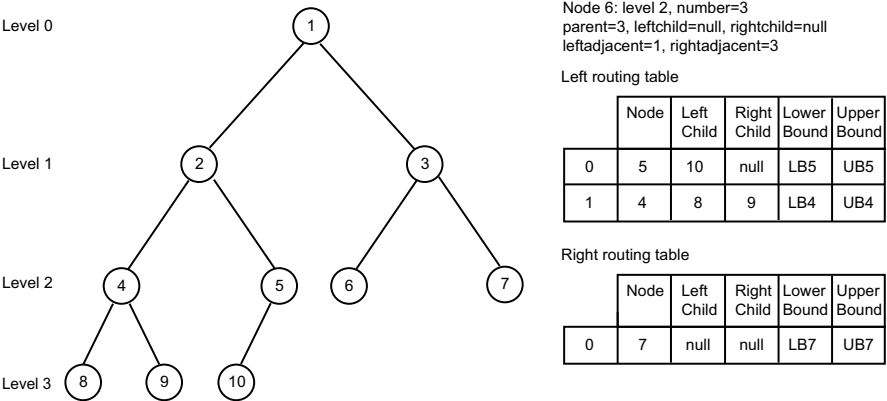 Level 0
1
Level 1
2
3
Level 2
4
5
6
7
Level 3
8
9
10
Node 6: level 2, number=3
parent=3, leftchild=null, rightchild=null
leftadjacent=1, rightadjacent=3
Left routing table
Node Left Child Right Child Lower Bound Upper Bound
0 5 10 null LB5 UB5
1 4 8 9 LB4 UB4
Right routing table
Node Left Child Right Child Lower Bound Upper Bound
0 7 null null LB7 UB7